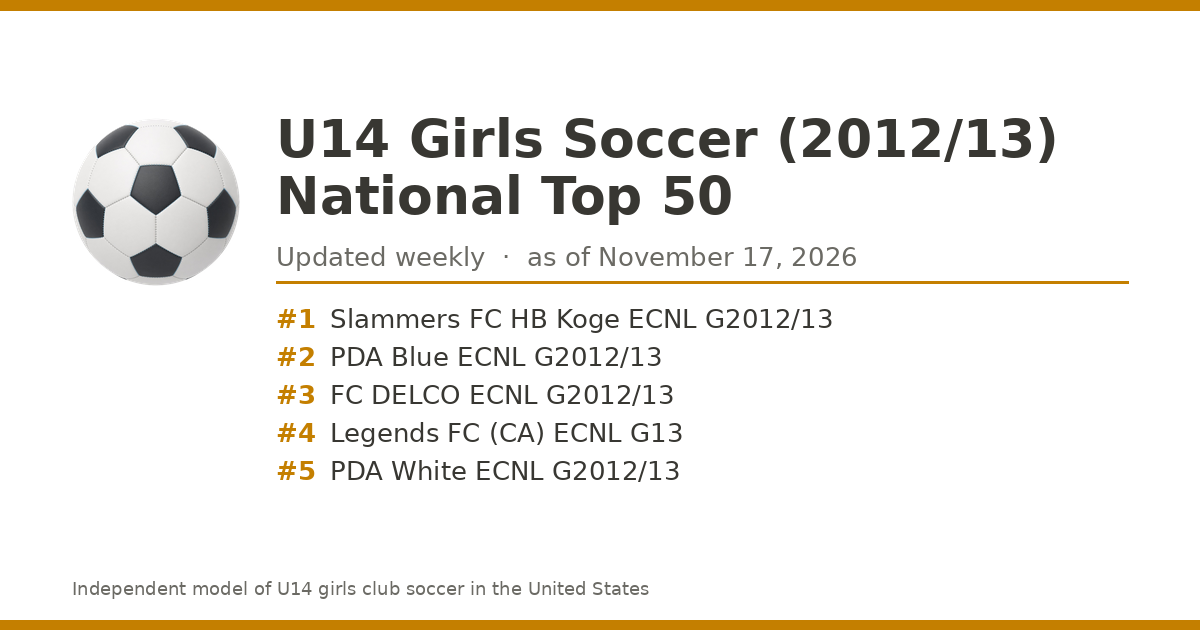 U14 Girls Soccer (2012/13)
National Top 50
Updated weekly · as of November 17, 2026
#1 Slammers FC HB Koge ECNL G2012/13
#2 PDA Blue ECNL G2012/13
#3 FC DELCO ECNL G2012/13
#4 Legends FC (CA) ECNL G13
#5 PDA White ECNL G2012/13
Independent model of U14 girls club soccer in the United States